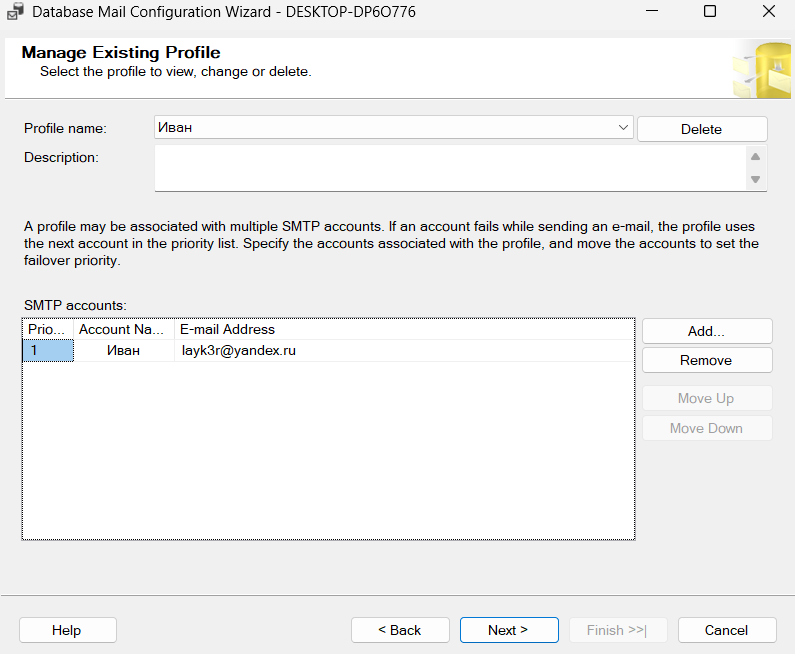 Database Mail Configuration Wizard - DESKTOP-DP6O776
Manage Existing Profile
Select the profile to view, change or delete.
Profile name:
Иван
Delete
Description:
A profile may be associated with multiple SMTP accounts. If an account fails while sending an e-mail, the profile uses
the next account in the priority list. Specify the accounts associated with the profile, and move the accounts to set the
failover priority.
SMTP accounts:
Prio... Account Na... E-mail Address
1 Иван layk3r@yandex.ru
Add...
Remove
Move Up
Move Down
Help
< Back
Next >
Finish >>|
Cancel